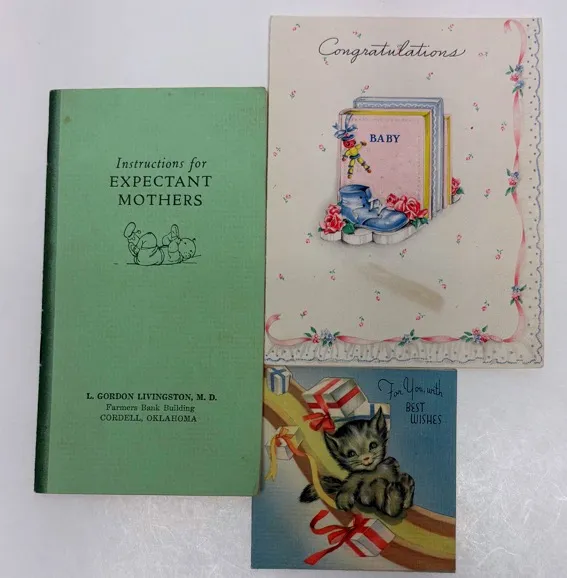 Instructions for
EXPECTANT
MOTHERS
L. GORDON LIVINGSTON, M. D.
Farmers Bank Building
CORDELL, OKLAHOMA
Congratulations
BABY
For You, with
BEST
WISHES